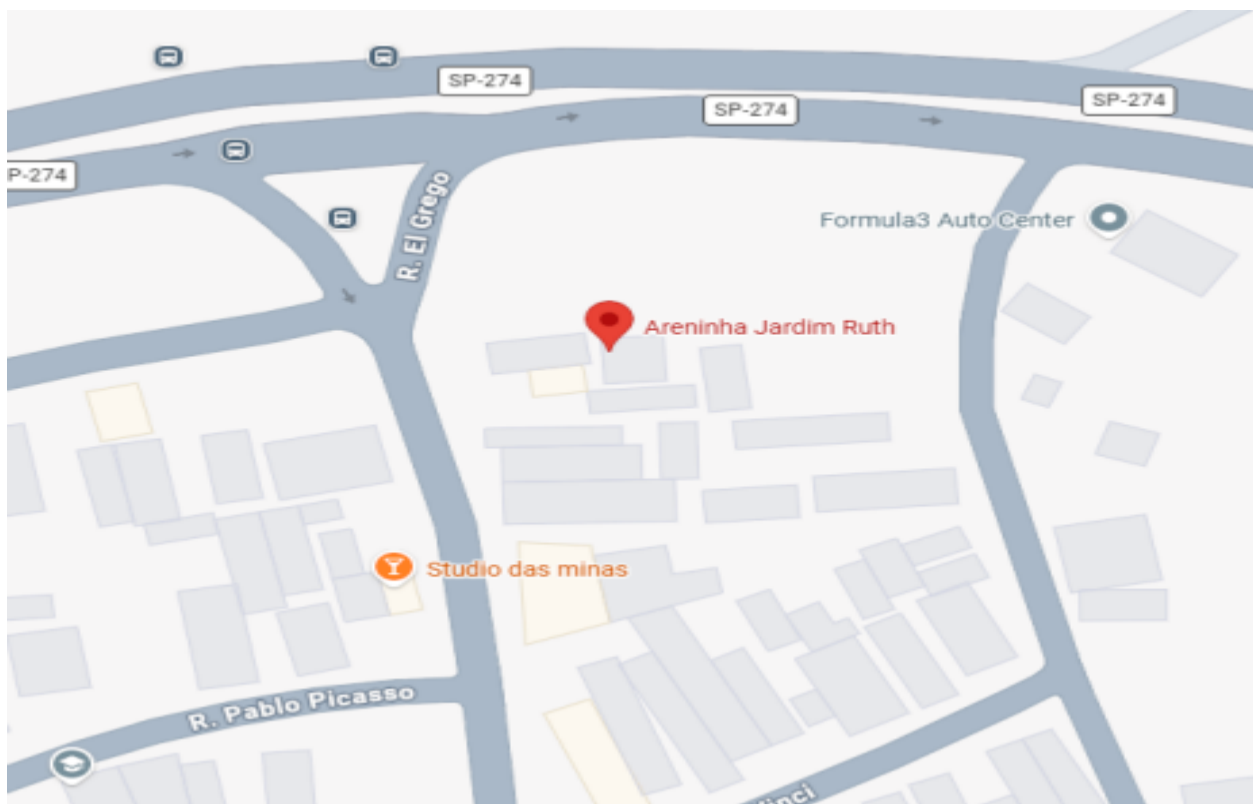 SP-274
SP-274
SP-274
P-274
R. El Grego
Formula3 Auto Center
Areninha Jardim Ruth
Studio das minas
R. Pablo Picasso
inci